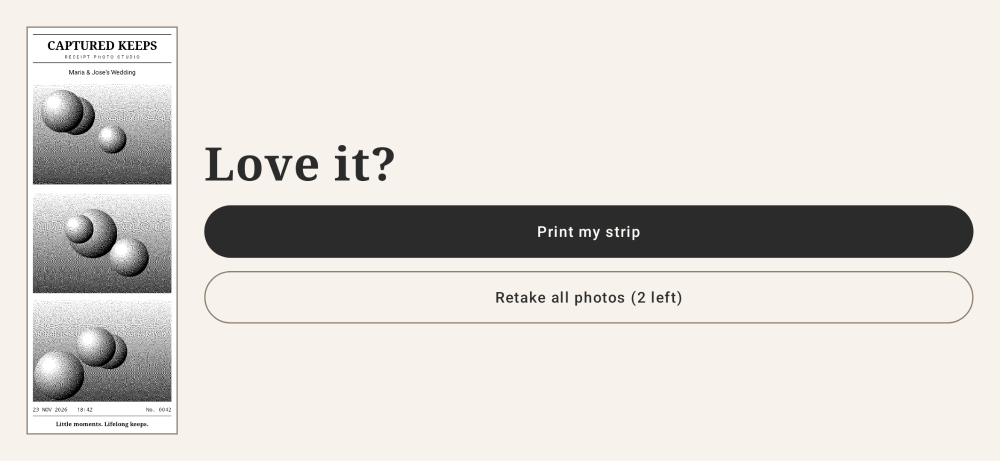 CAPTURED KEEPS
RECEIPT PHOTO STUDIO
Maria & Jose's Wedding
23 NOV 2026 18:42 No. 0042
Little moments. Lifelong keeps.
Love it?
Print my strip
Retake all photos (2 left)